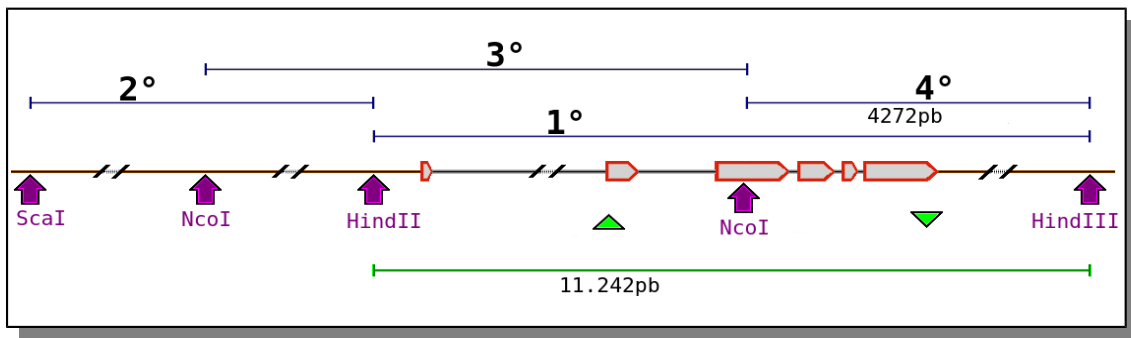 3°
2°
4°
4272pb
1°
ScaI
NcoI
HindII
NcoI
HindIII
11.242pb